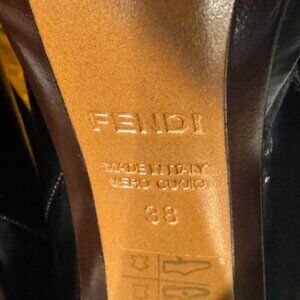 FENDI
MADE IN ITALY
VERO CUOIO
38